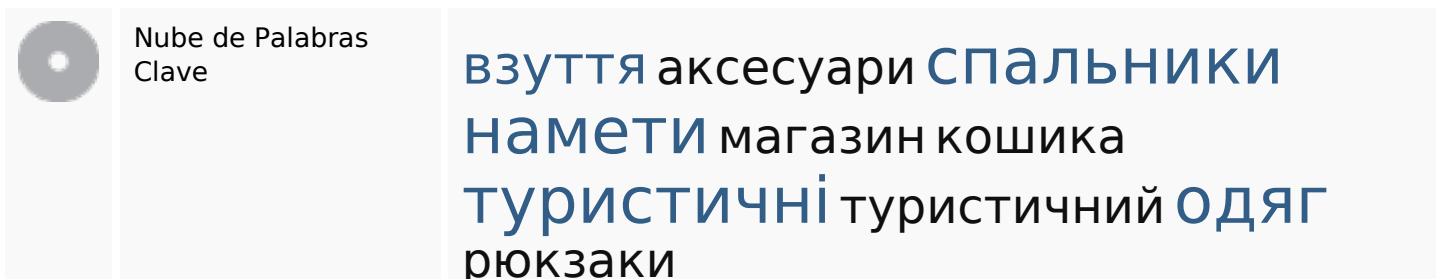 Nube de Palabras
Clave
взуття аксесуари спальники
намети магазин кошика
туристичні туристичний одяг
рюкзаки